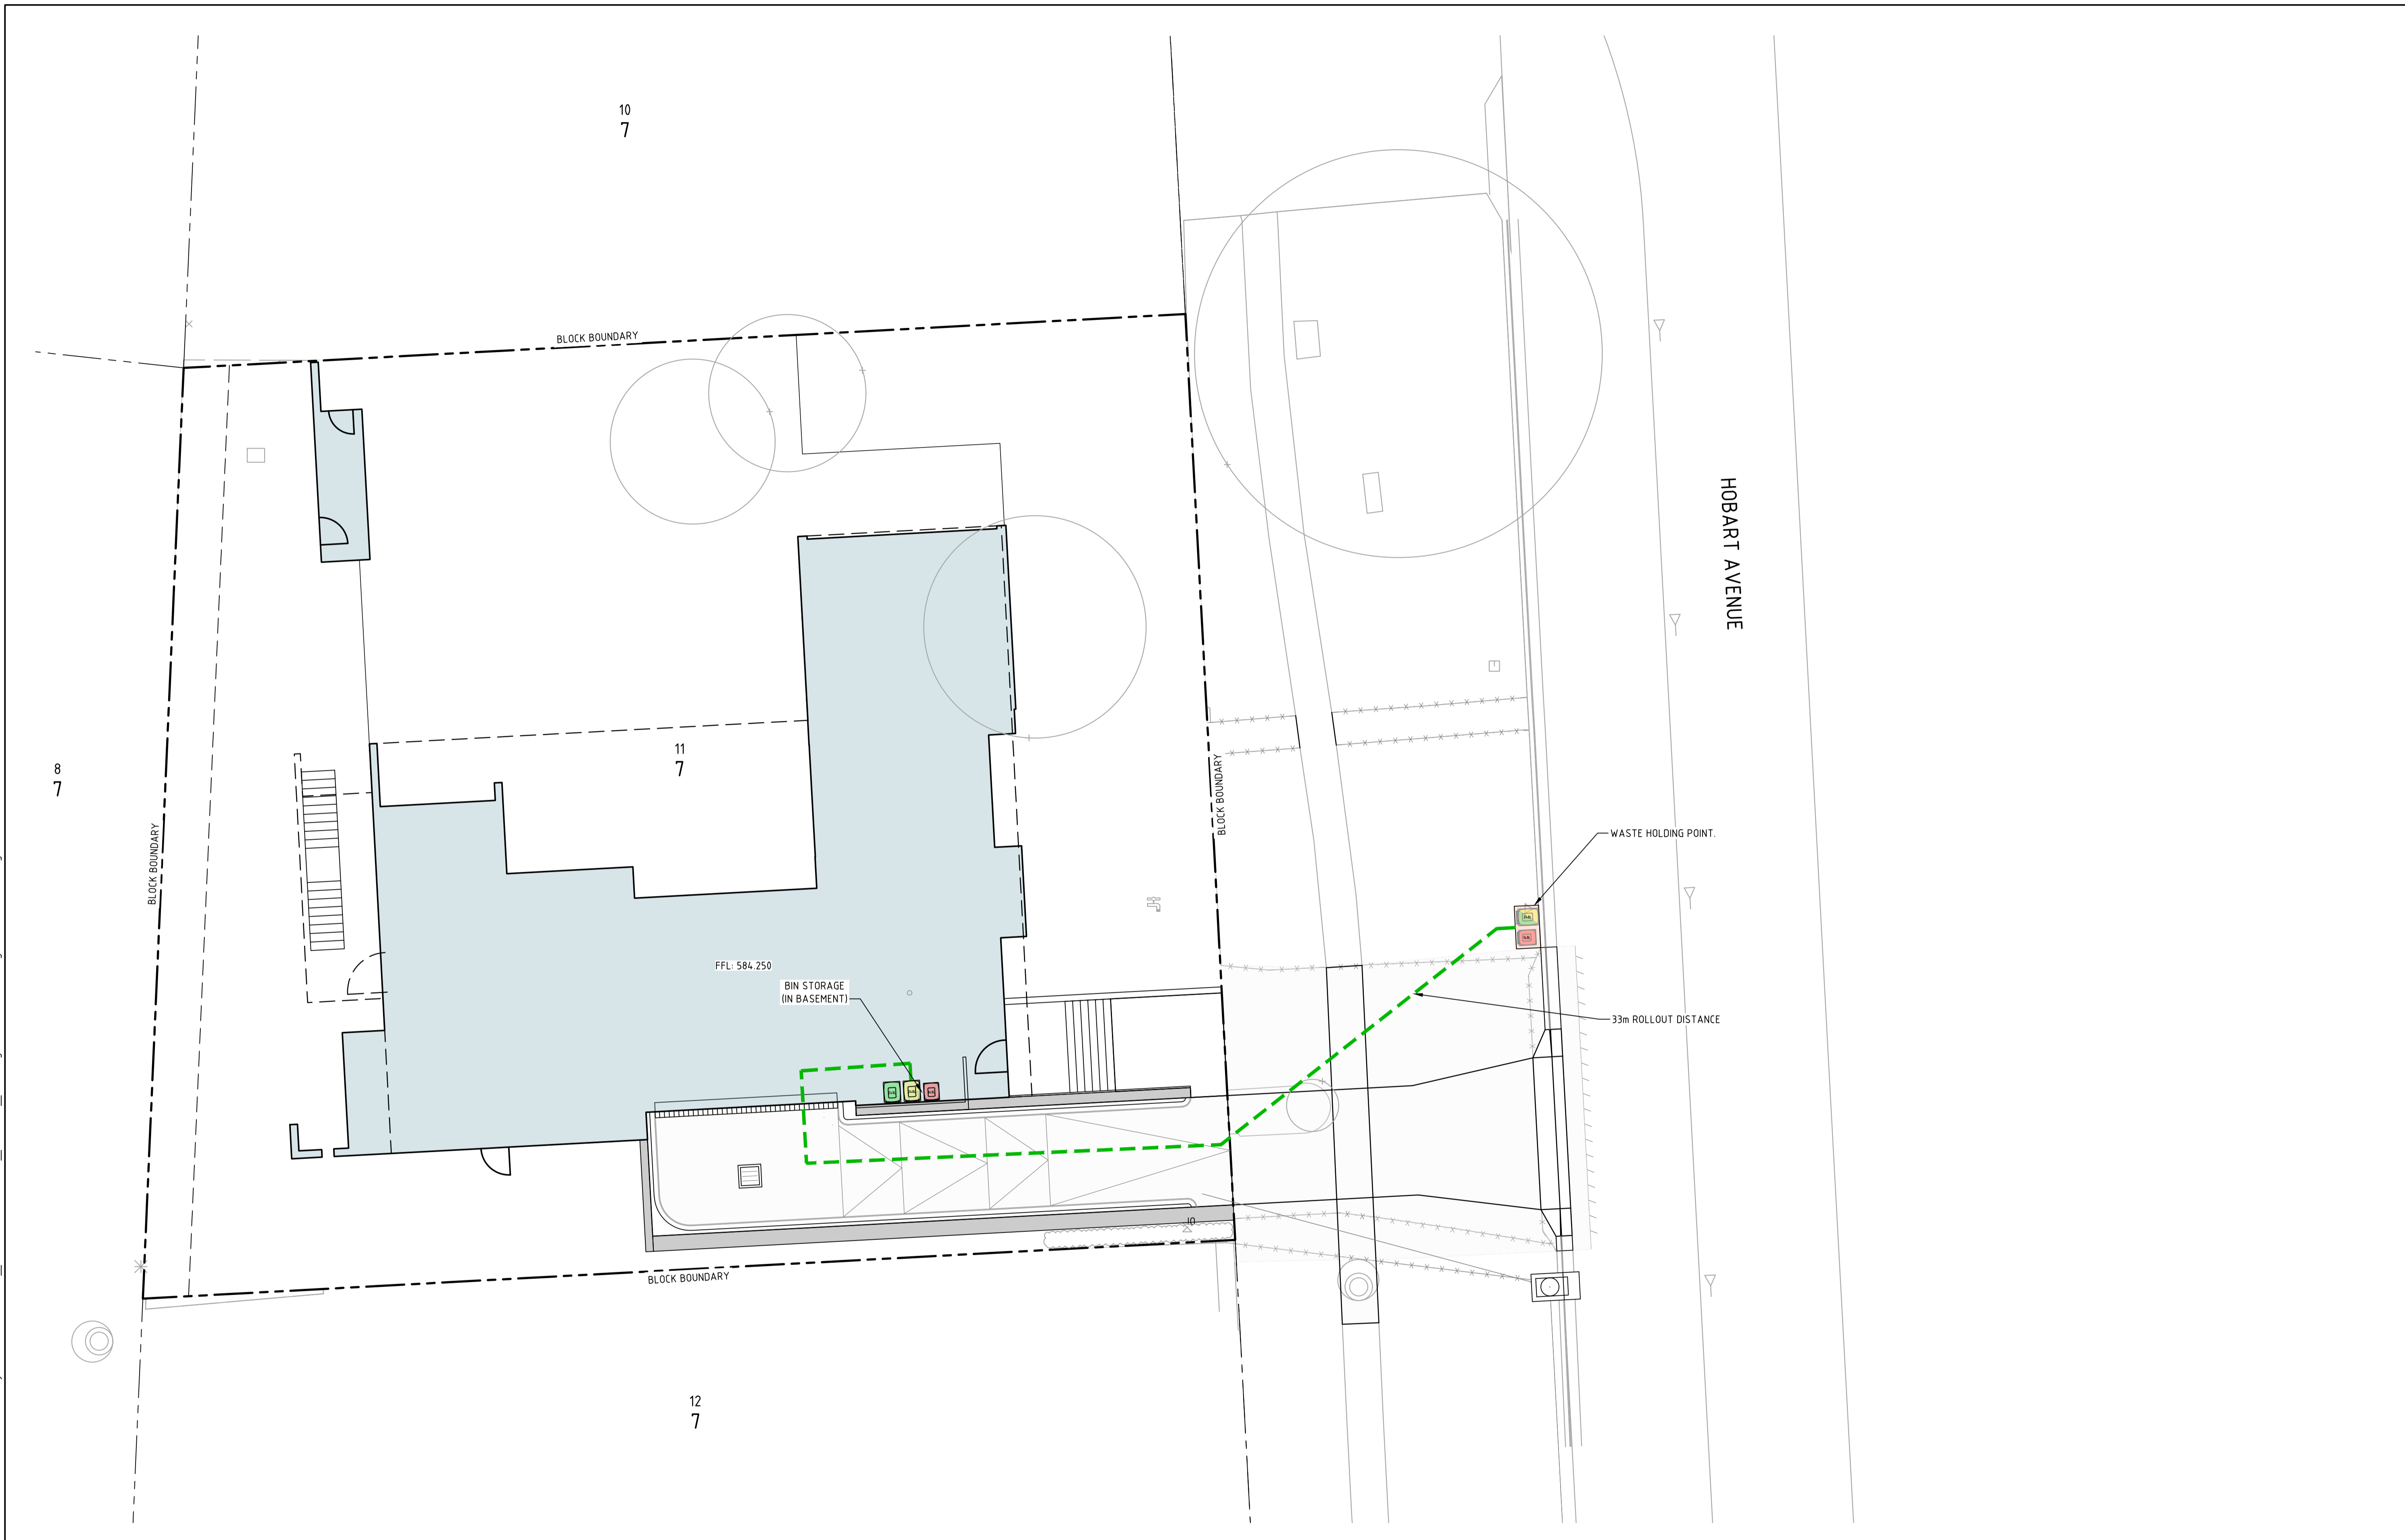 10
7
BLOCK BOUNDARY
HOBART AVENUE
11
7
8
7
BLOCK BOUNDARY
BLOCK BOUNDARY
WASTE HOLDING POINT.
FFL: 584.250
BIN STORAGE
(IN BASEMENT)
33m ROLLOUT DISTANCE
BLOCK BOUNDARY
12
7